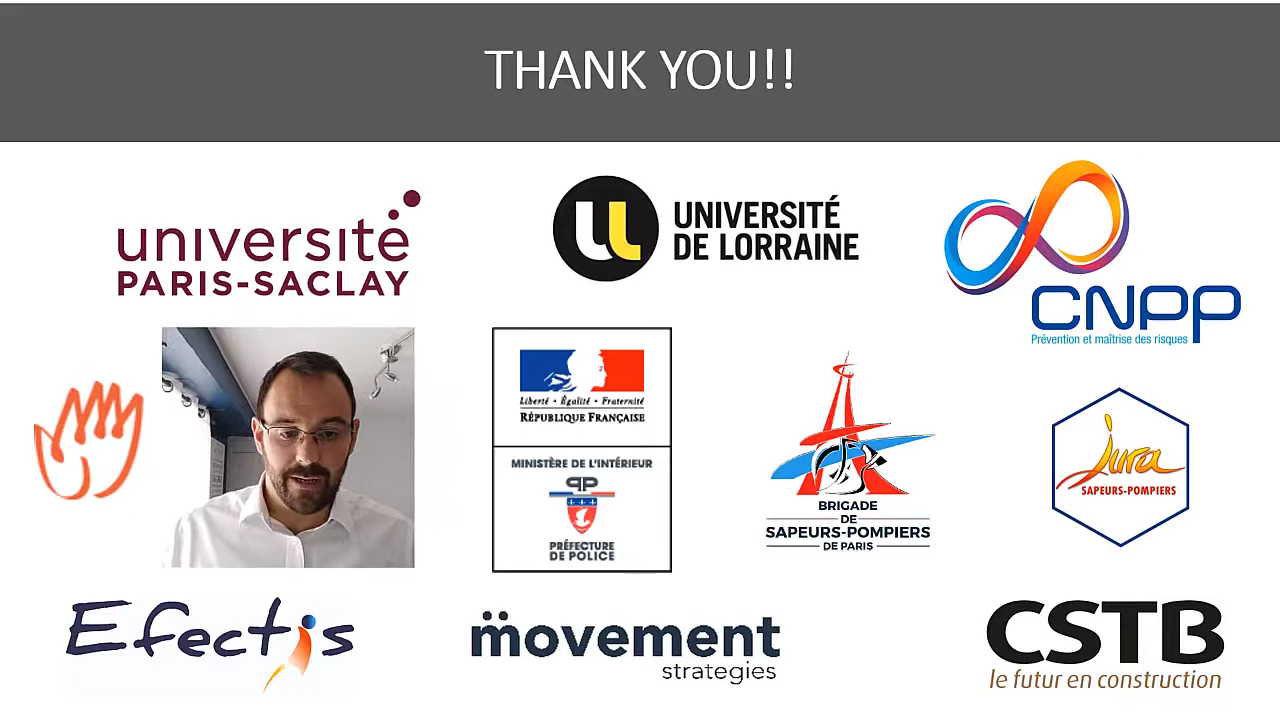 THANK YOU!!
université
PARIS-SACLAY
UNIVERSITÉ
DE LORRAINE
CNPP
Prévention et maîtrise des risques
Liberté • Égalité • Fraternité
RÉPUBLIQUE FRANÇAISE
MINISTÈRE DE L'INTÉRIEUR
PP
PRÉFECTURE
DE POLICE
BRIGADE
DE
SAPEURS-POMPIERS
DE PARIS
Jura
SAPEURS-POMPIERS
Efectis
movement
strategies
CSTB
le futur en construction